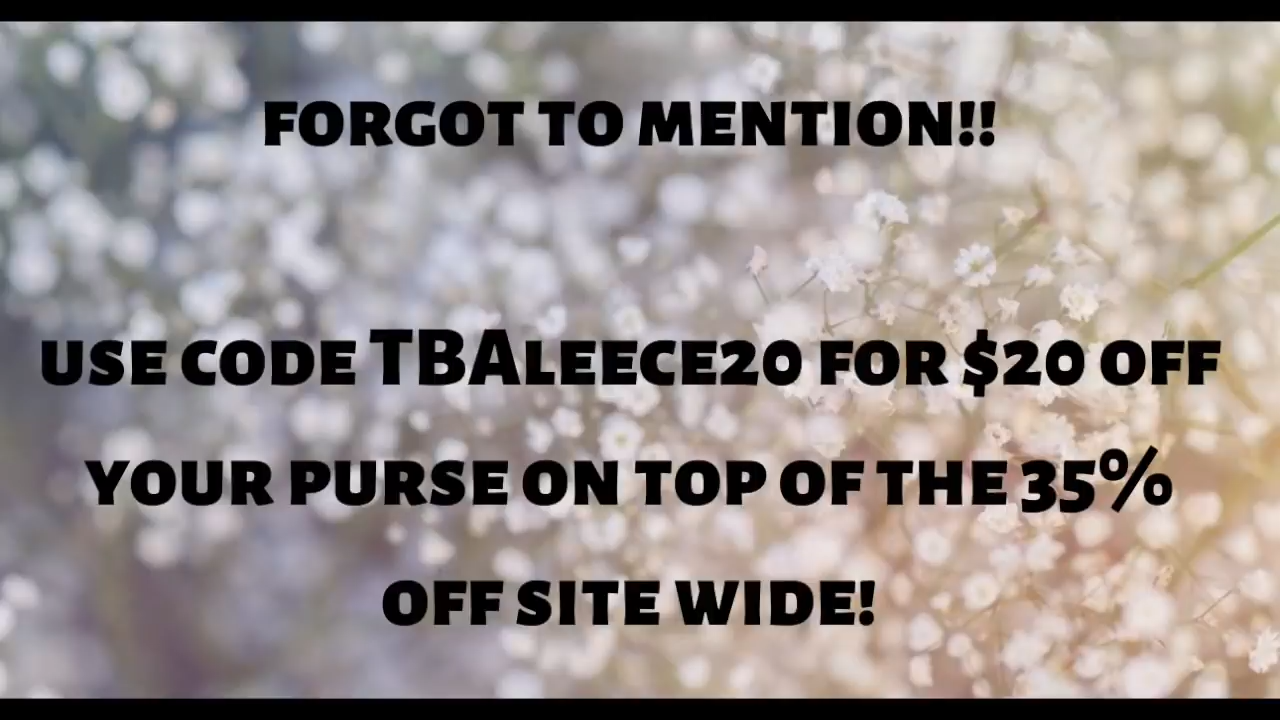 FORGOT TO MENTION!!
USE CODE TBALEECE20 FOR $20 OFF
YOUR PURSE ON TOP OF THE 35%
OFF SITE WIDE!